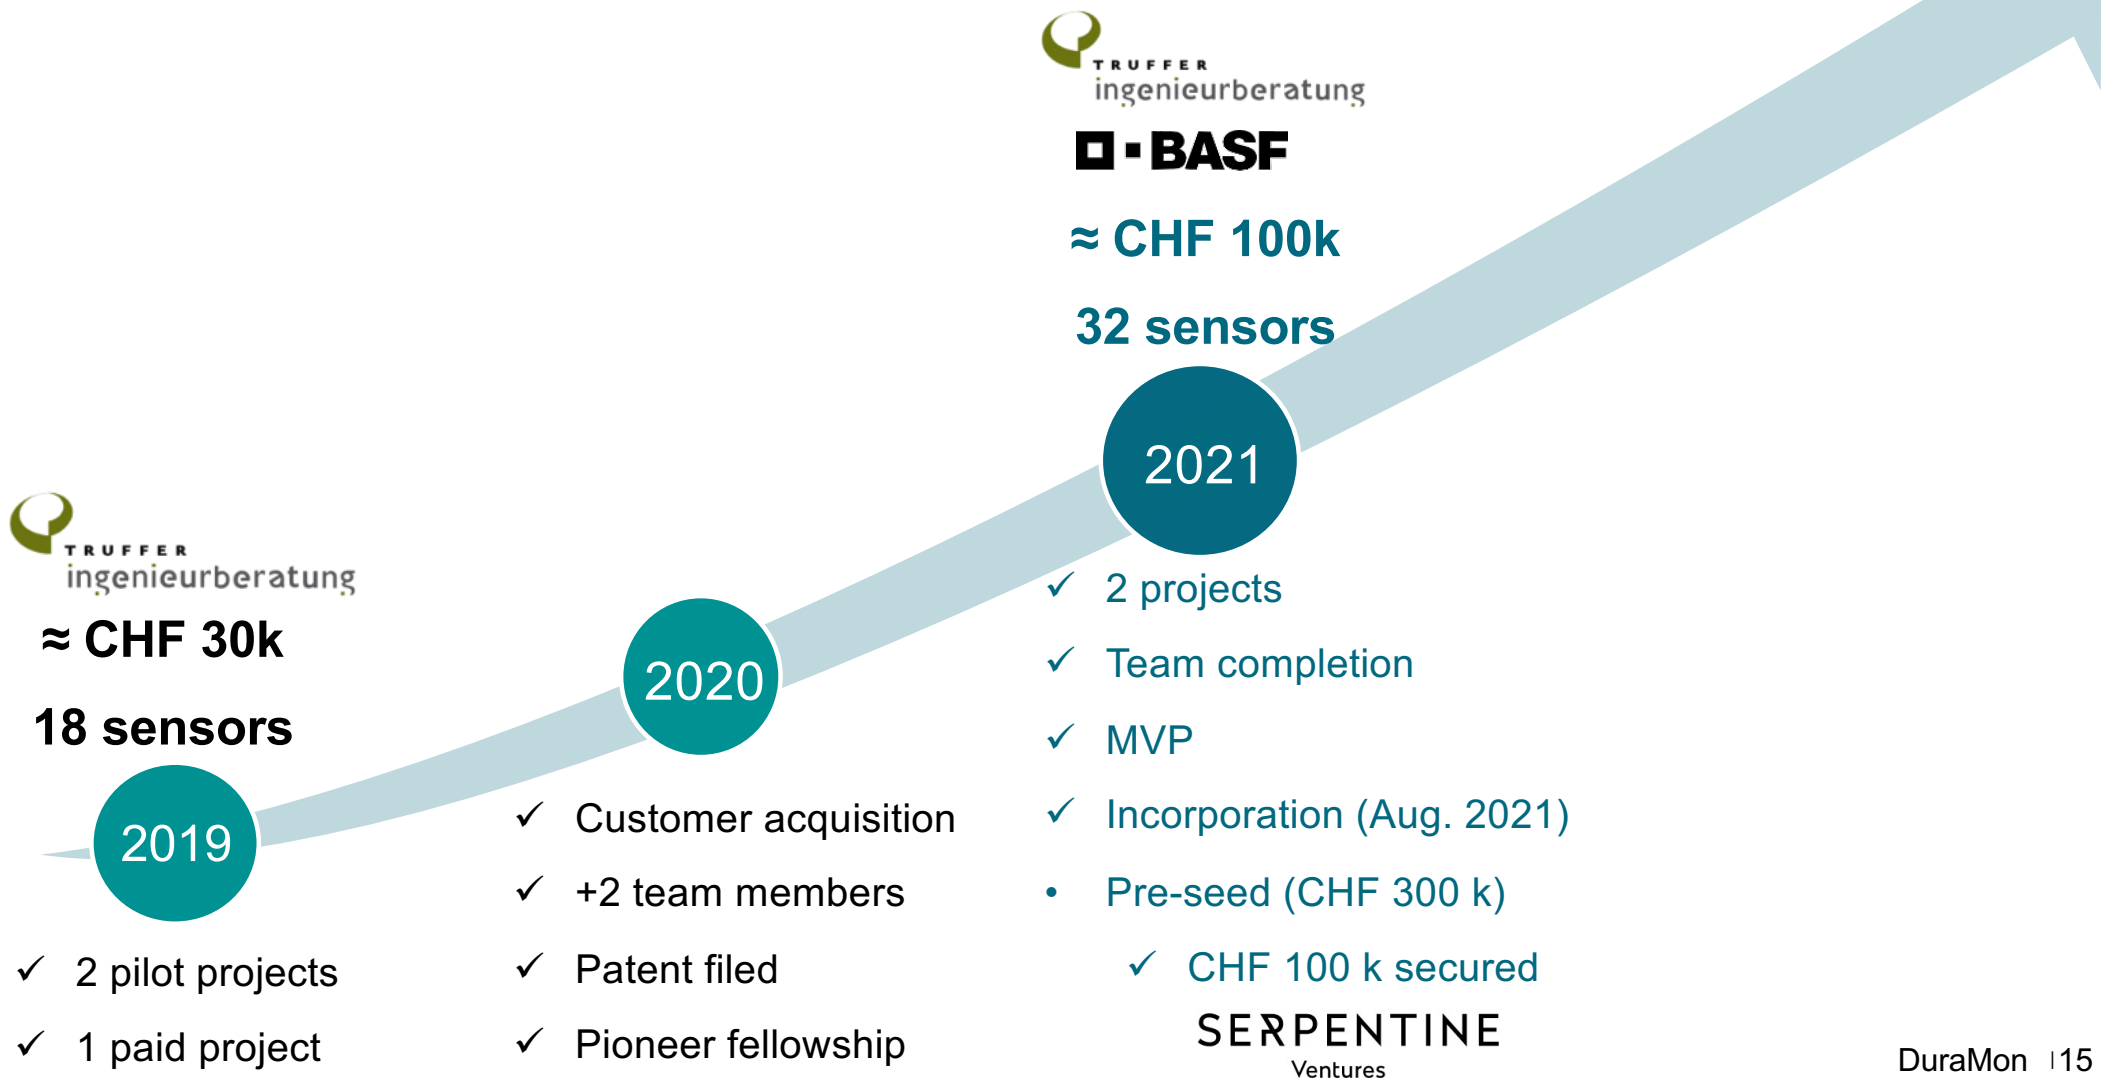 TRUFFER
ingenieurberatung
≈ CHF 30k
18 sensors
2019
✓ 2 pilot projects
✓ 1 paid project
2020
✓ Customer acquisition
✓ +2 team members
✓ Patent filed
✓ Pioneer fellowship
TRUFFER
ingenieurberatung
BASF
≈ CHF 100k
32 sensors
2021
✓ 2 projects
✓ Team completion
✓ MVP
✓ Incorporation (Aug. 2021)
• Pre-seed (CHF 300 k)
✓ CHF 100 k secured
SERPENTINE
Ventures
DuraMon | 15